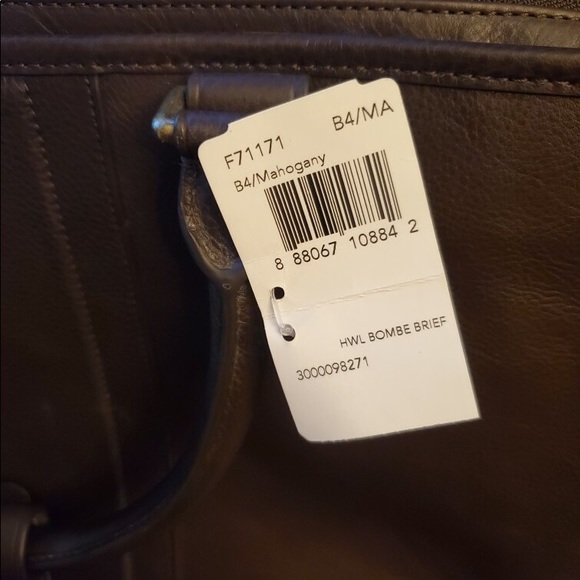 F71171 B4/MA
B4/Mahogany
8 88067 10884 2
HWL BOMBE BRIEF
3000098271